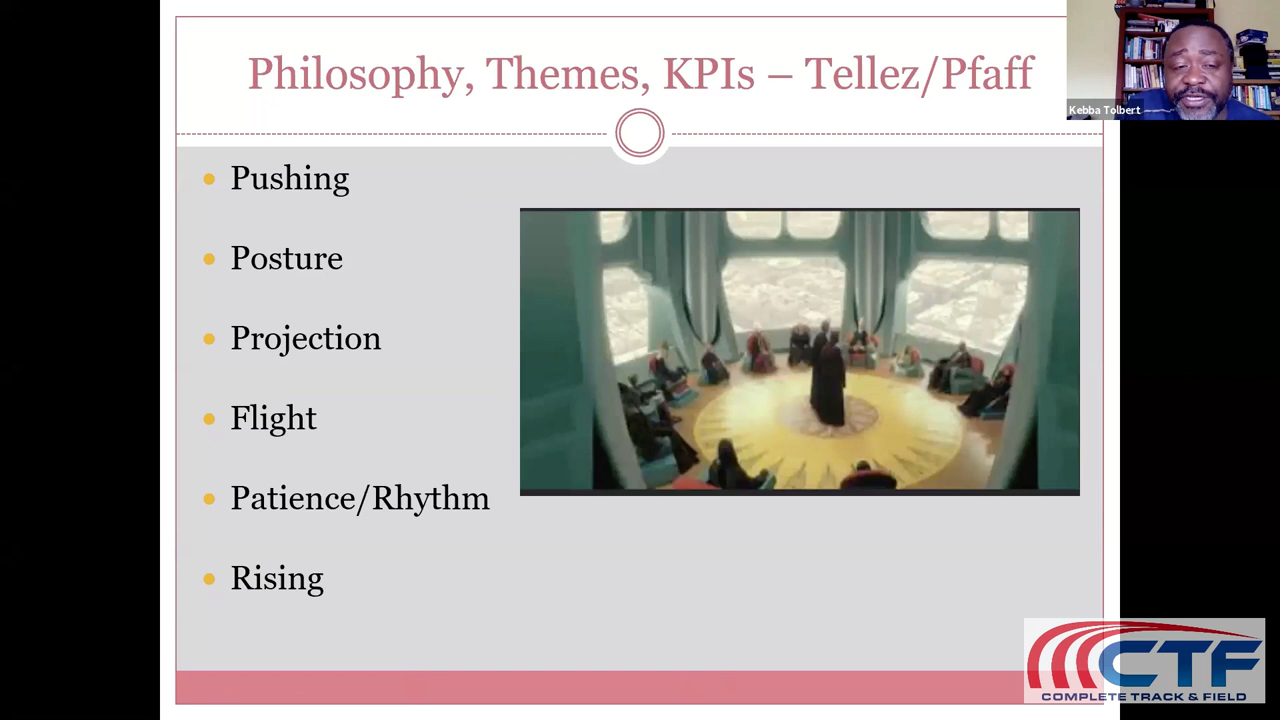 Philosophy, Themes, KPIs – Tellez/Pfaff
Kebba Tolbert
Pushing
Posture
Projection
Flight
Patience/Rhythm
Rising
CTF
COMPLETE TRACK & FIELD